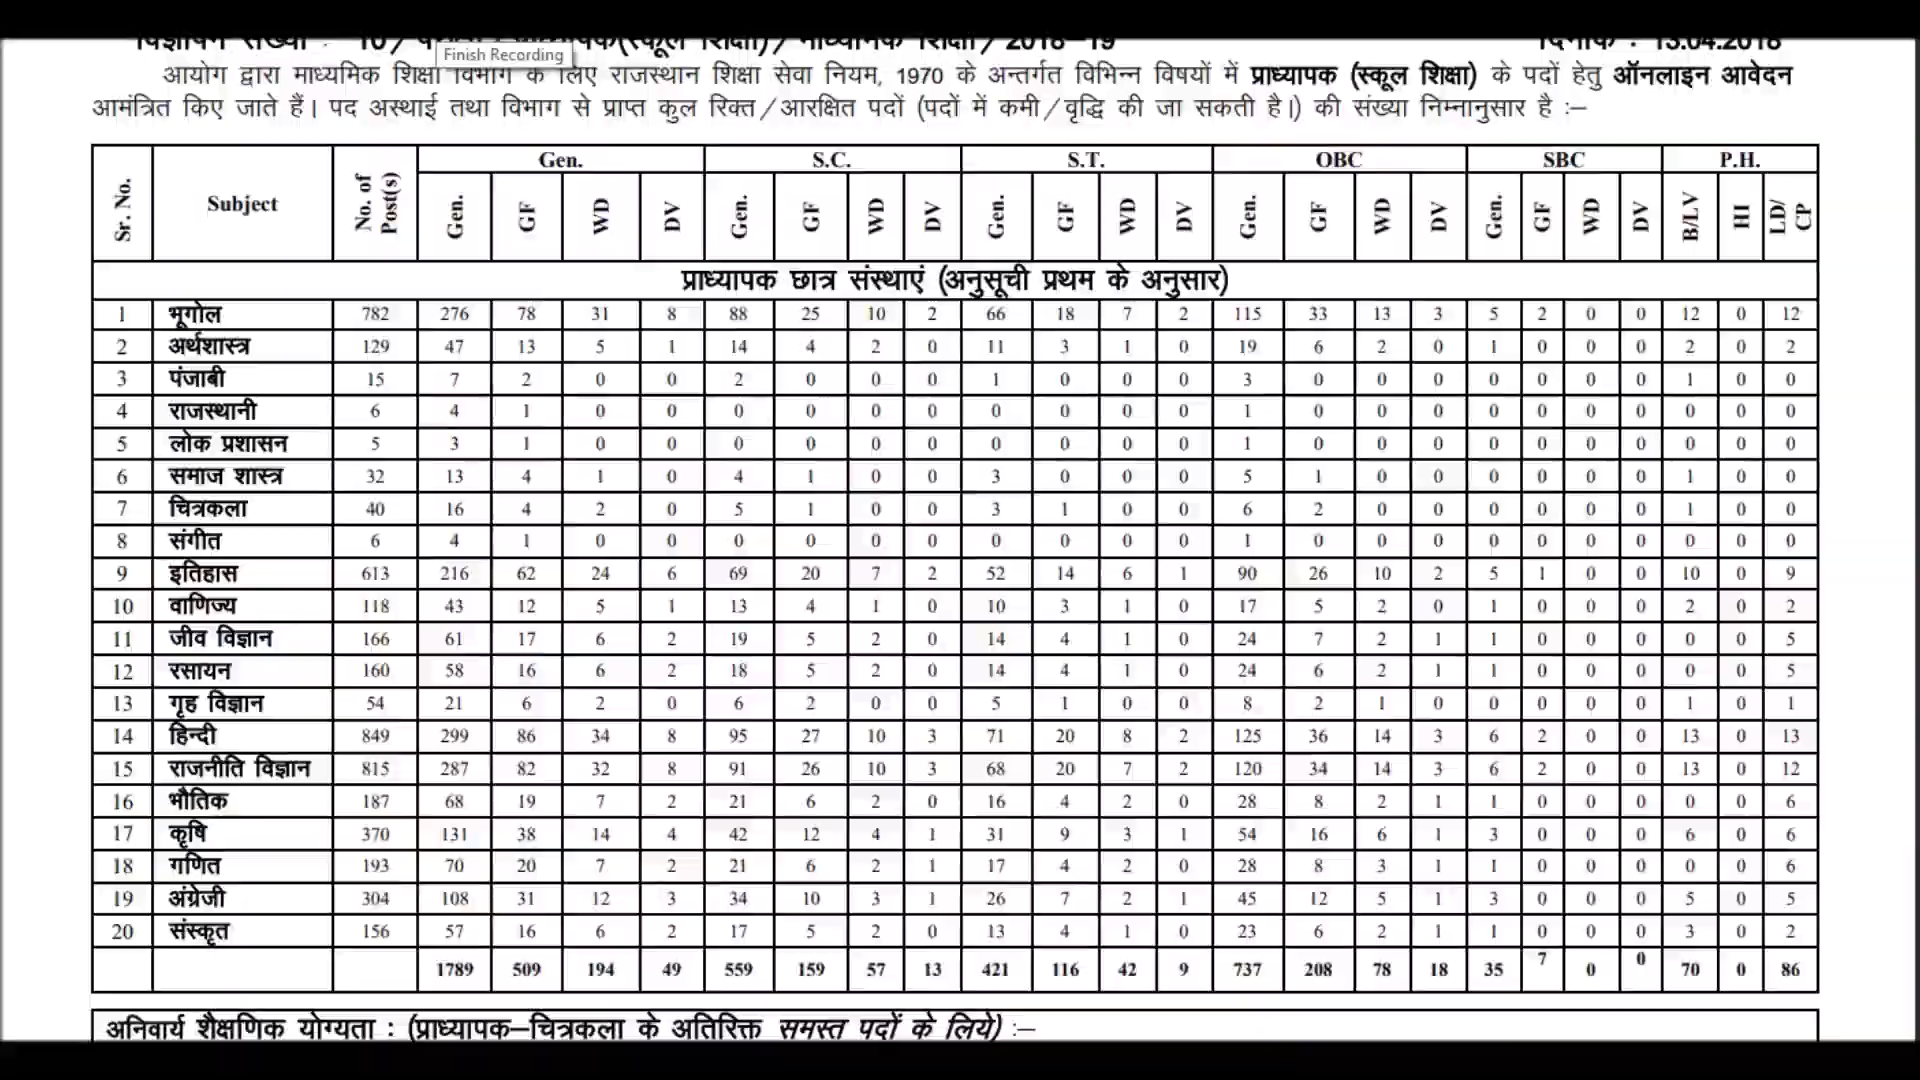 विज्ञापन संख्या : 10/ (स्कूल शिक्षा)/माध्यमिक शिक्षा/2018-19 दिनांक : 13.04.2018
Finish Recording
आयोग द्वारा माध्यमिक शिक्षा विभाग के लिए राजस्थान शिक्षा सेवा नियम, 1970 के अन्तर्गत विभिन्न विषयों में प्राध्यापक (स्कूल शिक्षा) के पदों हेतु ऑनलाइन आवेदन
आमंत्रित किए जाते हैं। पद अस्थाई तथा विभाग से प्राप्त कुल रिक्त/आरक्षित पदों (पदों में कमी/वृद्धि की जा सकती है।) की संख्या निम्नानुसार है :–
Gen. S.C. S.T. OBC SBC P.H.
Sr. No. Subject No. of Post(s) Gen. GF WD DV Gen. GF WD DV Gen. GF WD DV Gen. GF WD DV Gen. GF WD DV B/LV HI LD/CP
प्राध्यापक छात्र संस्थाएं (अनुसूची प्रथम के अनुसार)
1 भूगोल 782 276 78 31 8 88 25 10 2 66 18 7 2 115 33 13 3 5 2 0 0 12 0 12
2 अर्थशास्त्र 129 47 13 5 1 14 4 2 0 11 3 1 0 19 6 2 0 1 0 0 0 2 0 2
3 पंजाबी 15 7 2 0 0 2 0 0 0 1 0 0 0 3 0 0 0 0 0 0 0 1 0 0
4 राजस्थानी 6 4 1 0 0 0 0 0 0 0 0 0 0 1 0 0 0 0 0 0 0 0 0 0
5 लोक प्रशासन 5 3 1 0 0 0 0 0 0 0 0 0 0 1 0 0 0 0 0 0 0 0 0 0
6 समाज शास्त्र 32 13 4 1 0 4 1 0 0 3 0 0 0 5 1 0 0 0 0 0 0 1 0 0
7 चित्रकला 40 16 4 2 0 5 1 0 0 3 1 0 0 6 2 0 0 0 0 0 0 1 0 0
8 संगीत 6 4 1 0 0 0 0 0 0 0 0 0 0 1 0 0 0 0 0 0 0 0 0 0
9 इतिहास 613 216 62 24 6 69 20 7 2 52 14 6 1 90 26 10 2 5 1 0 0 10 0 9
10 वाणिज्य 118 43 12 5 1 13 4 1 0 10 3 1 0 17 5 2 0 1 0 0 0 2 0 2
11 जीव विज्ञान 166 61 17 6 2 19 5 2 0 14 4 1 0 24 7 2 1 1 0 0 0 0 0 5
12 रसायन 160 58 16 6 2 18 5 2 0 14 4 1 0 24 6 2 1 1 0 0 0 0 0 5
13 गृह विज्ञान 54 21 6 2 0 6 2 0 0 5 1 0 0 8 2 1 0 0 0 0 0 1 0 1
14 हिन्दी 849 299 86 34 8 95 27 10 3 71 20 8 2 125 36 14 3 6 2 0 0 13 0 13
15 राजनीति विज्ञान 815 287 82 32 8 91 26 10 3 68 20 7 2 120 34 14 3 6 2 0 0 13 0 12
16 भौतिक 187 68 19 7 2 21 6 2 0 16 4 2 0 28 8 2 1 1 0 0 0 0 0 6
17 कृषि 370 131 38 14 4 42 12 4 1 31 9 3 1 54 16 6 1 3 0 0 0 6 0 6
18 गणित 193 70 20 7 2 21 6 2 1 17 4 2 0 28 8 3 1 1 0 0 0 0 0 6
19 अंग्रेजी 304 108 31 12 3 34 10 3 1 26 7 2 1 45 12 5 1 3 0 0 0 5 0 5
20 संस्कृत 156 57 16 6 2 17 5 2 0 13 4 1 0 23 6 2 1 1 0 0 0 3 0 2
1789 509 194 49 559 159 57 13 421 116 42 9 737 208 78 18 35 7 0 0 70 0 86
अनिवार्य शैक्षणिक योग्यता : (प्राध्यापक–चित्रकला के अतिरिक्त समस्त पदों के लिये) :–